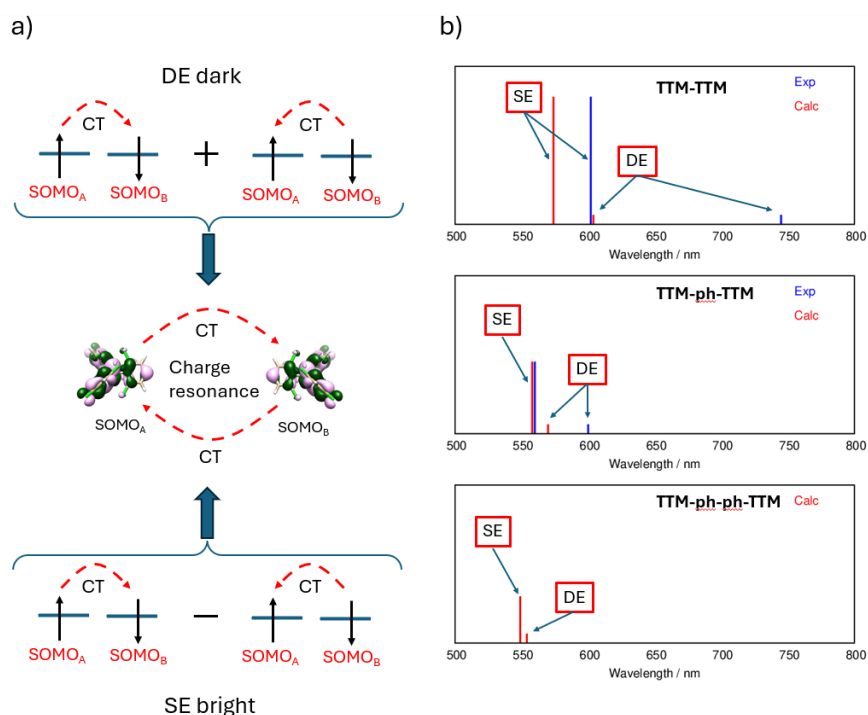 a)
DE dark
CT
CT
+
SOMOA
SOMOB
SOMOA
SOMOB
CT
Charge
resonance
SOMOA
SOMOB
CT
CT
CT
−
SOMOA
SOMOB
SOMOA
SOMOB
SE bright
b)
TTM-TTM
Exp
Calc
SE
DE
500 550 600 650 700 750 800
Wavelength / nm
TTM-ph-TTM
Exp
Calc
SE
DE
500 550 600 650 700 750 800
Wavelength / nm
TTM-ph-ph-TTM
Calc
SE
DE
500 550 600 650 700 750 800
Wavelength / nm